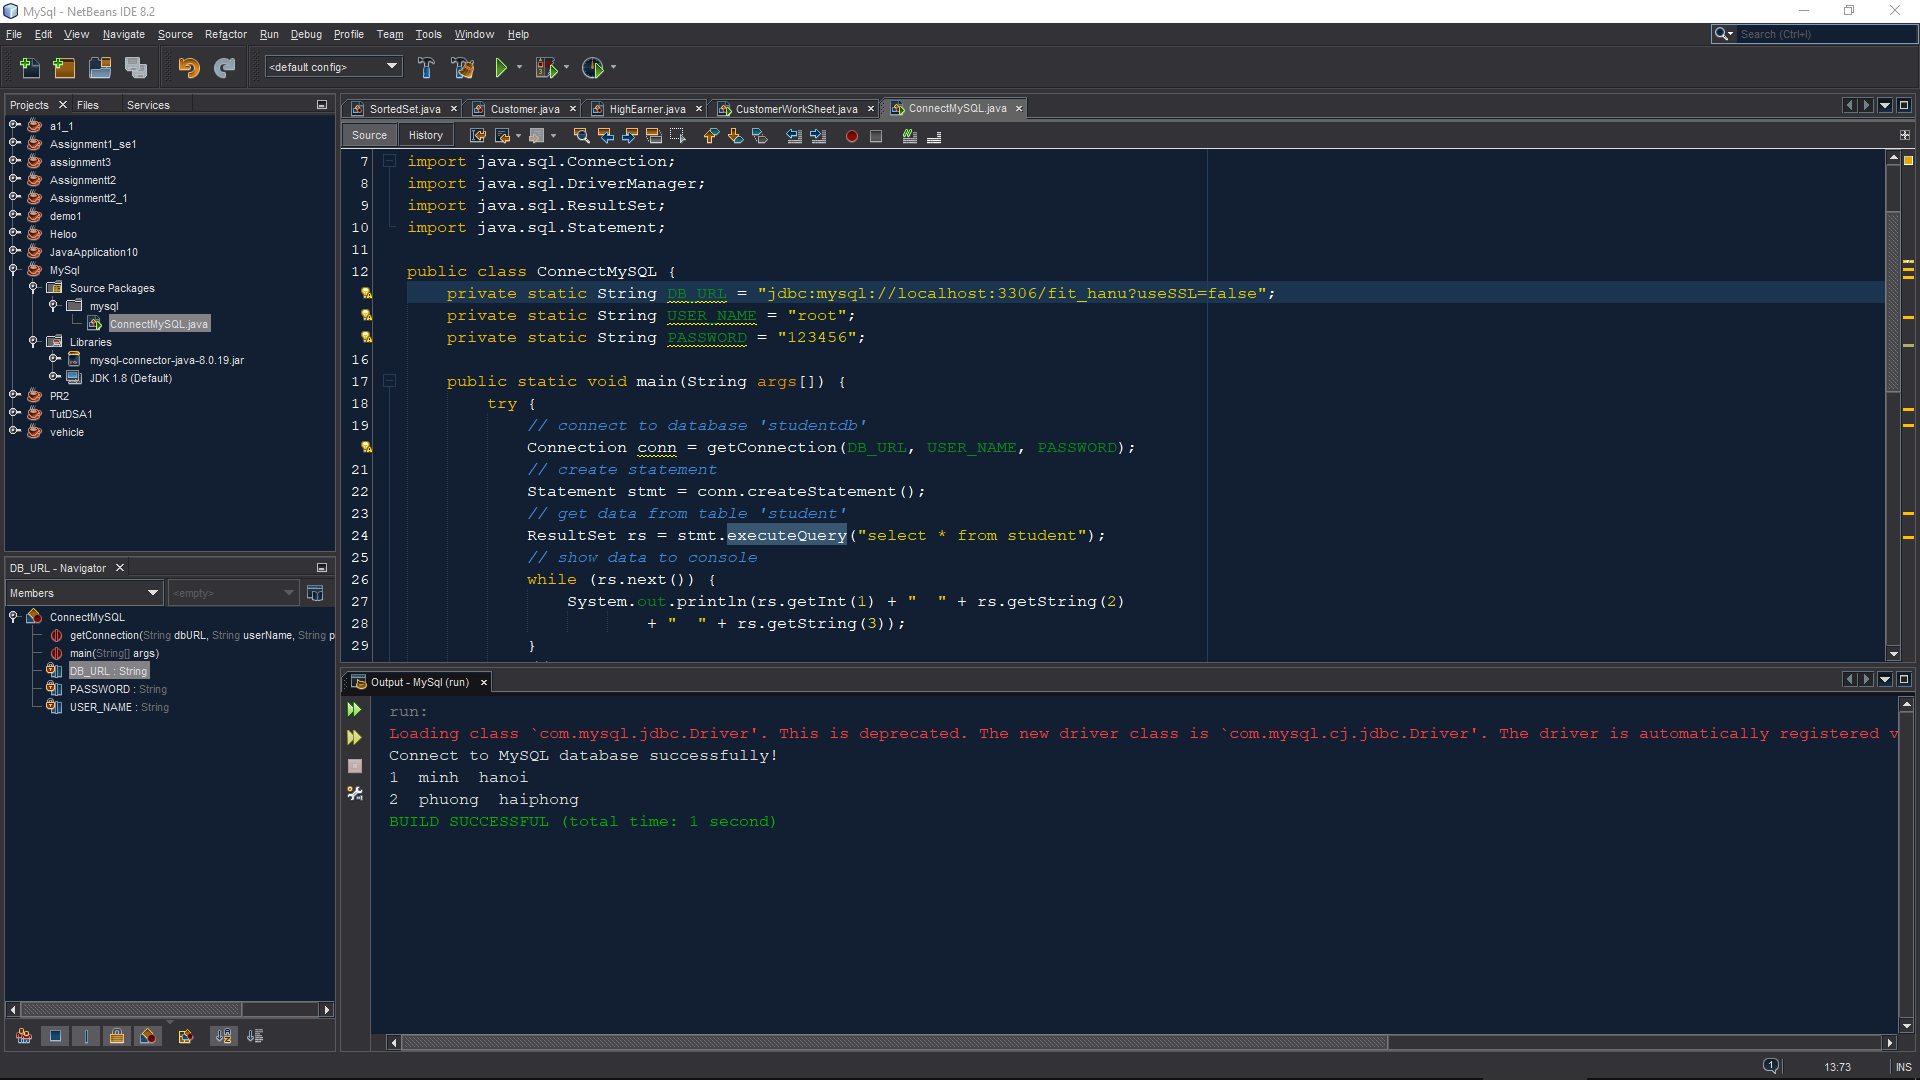 MySql - NetBeans IDE 8.2
File Edit View Navigate Source Refactor Run Debug Profile Team Tools Window Help
Search (Ctrl+I)
<default config>
Projects Files Services
a1_1
Assignment1_se1
assignment3
Assignmentt2
Assignmentt2_1
demo1
Heloo
JavaApplication10
MySql
Source Packages
mysql
ConnectMySQL.java
Libraries
mysql-connector-java-8.0.19.jar
JDK 1.8 (Default)
PR2
TutDSA1
vehicle
DB_URL - Navigator
Members
<empty>
ConnectMySQL
getConnection(String dbURL, String userName, String p
main(String[] args)
DB_URL : String
PASSWORD : String
USER_NAME : String
SortedSet.java Customer.java HighEarner.java CustomerWorkSheet.java ConnectMySQL.java
Source History
7 import java.sql.Connection;
8 import java.sql.DriverManager;
9 import java.sql.ResultSet;
10 import java.sql.Statement;
11
12 public class ConnectMySQL {
private static String DB_URL = "jdbc:mysql://localhost:3306/fit_hanu?useSSL=false";
private static String USER_NAME = "root";
private static String PASSWORD = "123456";
16
17 public static void main(String args[]) {
18 try {
19 // connect to database 'studentdb'
Connection conn = getConnection(DB_URL, USER_NAME, PASSWORD);
21 // create statement
22 Statement stmt = conn.createStatement();
23 // get data from table 'student'
24 ResultSet rs = stmt.executeQuery("select * from student");
25 // show data to console
26 while (rs.next()) {
27 System.out.println(rs.getInt(1) + "  " + rs.getString(2)
28 + "  " + rs.getString(3));
29 }
Output - MySql (run)
run:
Loading class `com.mysql.jdbc.Driver'. This is deprecated. The new driver class is `com.mysql.cj.jdbc.Driver'. The driver is automatically registered v
Connect to MySQL database successfully!
1  minh  hanoi
2  phuong  haiphong
BUILD SUCCESSFUL (total time: 1 second)
1
13:73 INS